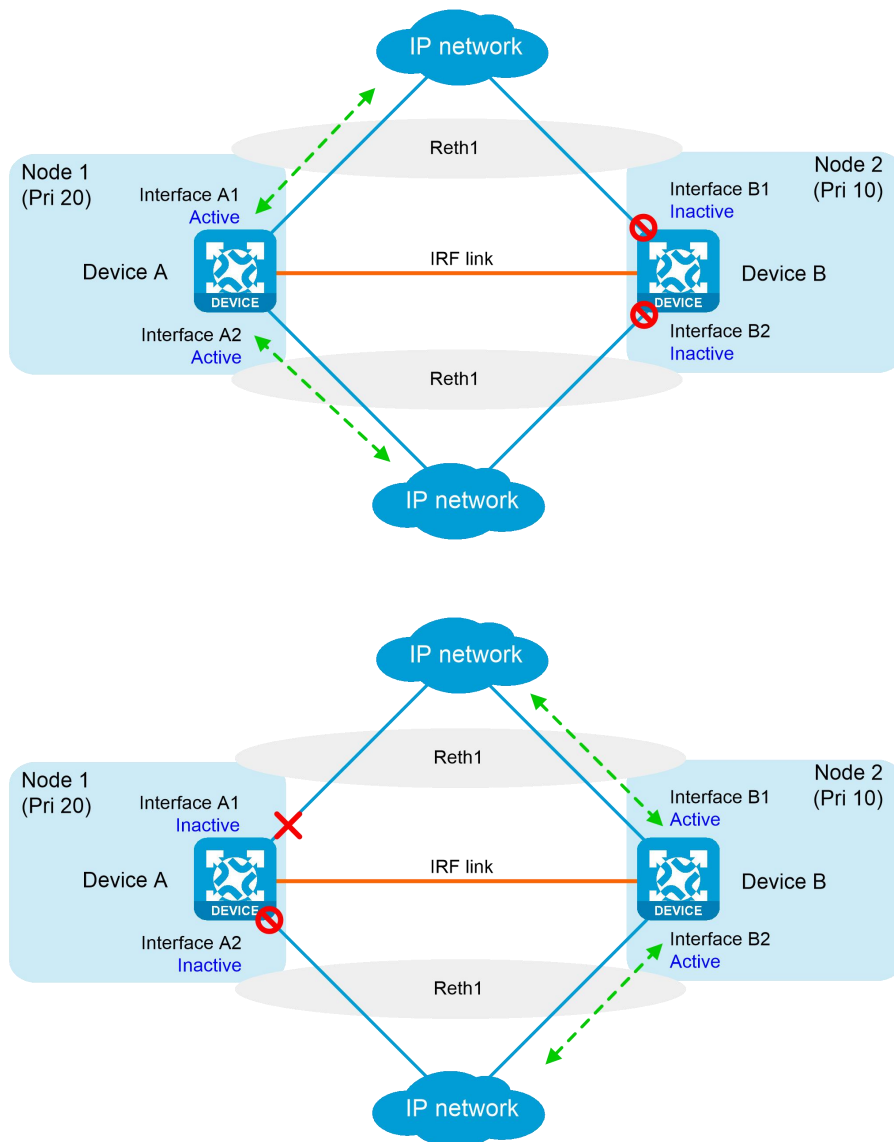 IP network
Reth1
Node 1
(Pri 20)
Interface A1
Active
Node 2
(Pri 10)
Interface B1
Inactive
Device A
DEVICE
IRF link
DEVICE
Device B
Interface A2
Active
Interface B2
Inactive
Reth1
IP network
IP network
Reth1
Node 1
(Pri 20)
Interface A1
Inactive
Node 2
(Pri 10)
Interface B1
Active
Device A
DEVICE
IRF link
DEVICE
Device B
Interface A2
Inactive
Interface B2
Active
Reth1
IP network